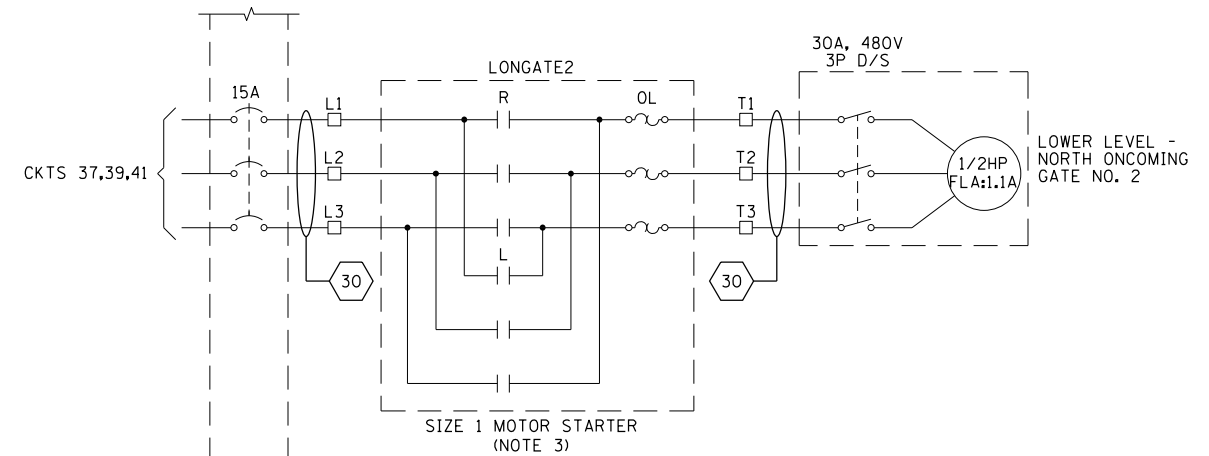 30A, 480V
3P D/S
LONGATE2
15A
L1
R
OL
T1
L2
T2
CKTS 37,39,41
1/2HP
FLA:1.1A
LOWER LEVEL -
NORTH ONCOMING
GATE NO. 2
L3
T3
L
30
30
SIZE 1 MOTOR STARTER
(NOTE 3)